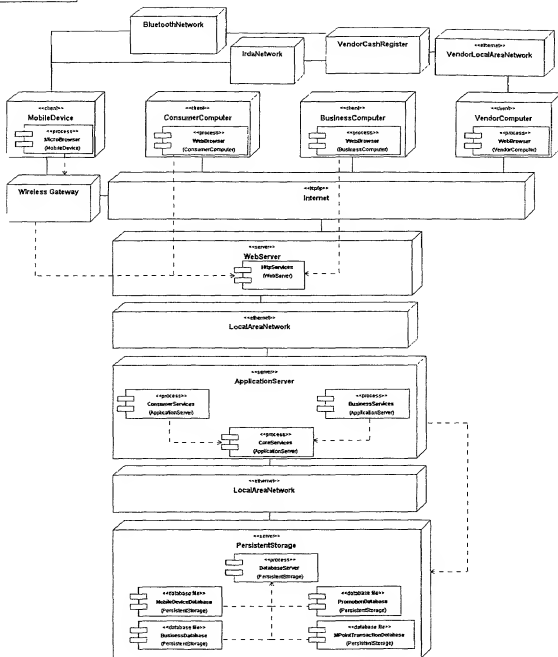 BluetoothNetwork
IrdaNetwork
VendorCashRegister
<<ethernet>>
VendorLocalAreaNetwork
<<client>>
MobileDevice
<<process>>
MicroBrowser
(MobileDevice)
<<client>>
ConsumerComputer
<<process>>
WebBrowser
(ConsumerComputer)
<<client>>
BusinessComputer
<<process>>
WebBrowser
(BusinessComputer)
<<client>>
VendorComputer
<<process>>
WebBrowser
(VendorComputer)
Wireless Gateway
<<tcp/ip>>
Internet
<<server>>
WebServer
HttpServices
(WebServer)
<<ethernet>>
LocalAreaNetwork
<<server>>
ApplicationServer
<<process>>
ConsumerServices
(ApplicationServer)
<<process>>
BusinessServices
(ApplicationServer)
<<process>>
CoreServices
(ApplicationServer)
<<ethernet>>
LocalAreaNetwork
<<server>>
PersistentStorage
<<process>>
DatabaseServer
(PersistentStorage)
<<database file>>
MobileDeviceDatabase
(PersistentStorage)
<<database file>>
PromotionDatabase
(PersistentStorage)
<<database file>>
BusinessDatabase
(PersistentStorage)
<<database file>>
MPointTransactionDatabase
(PersistentStorage)